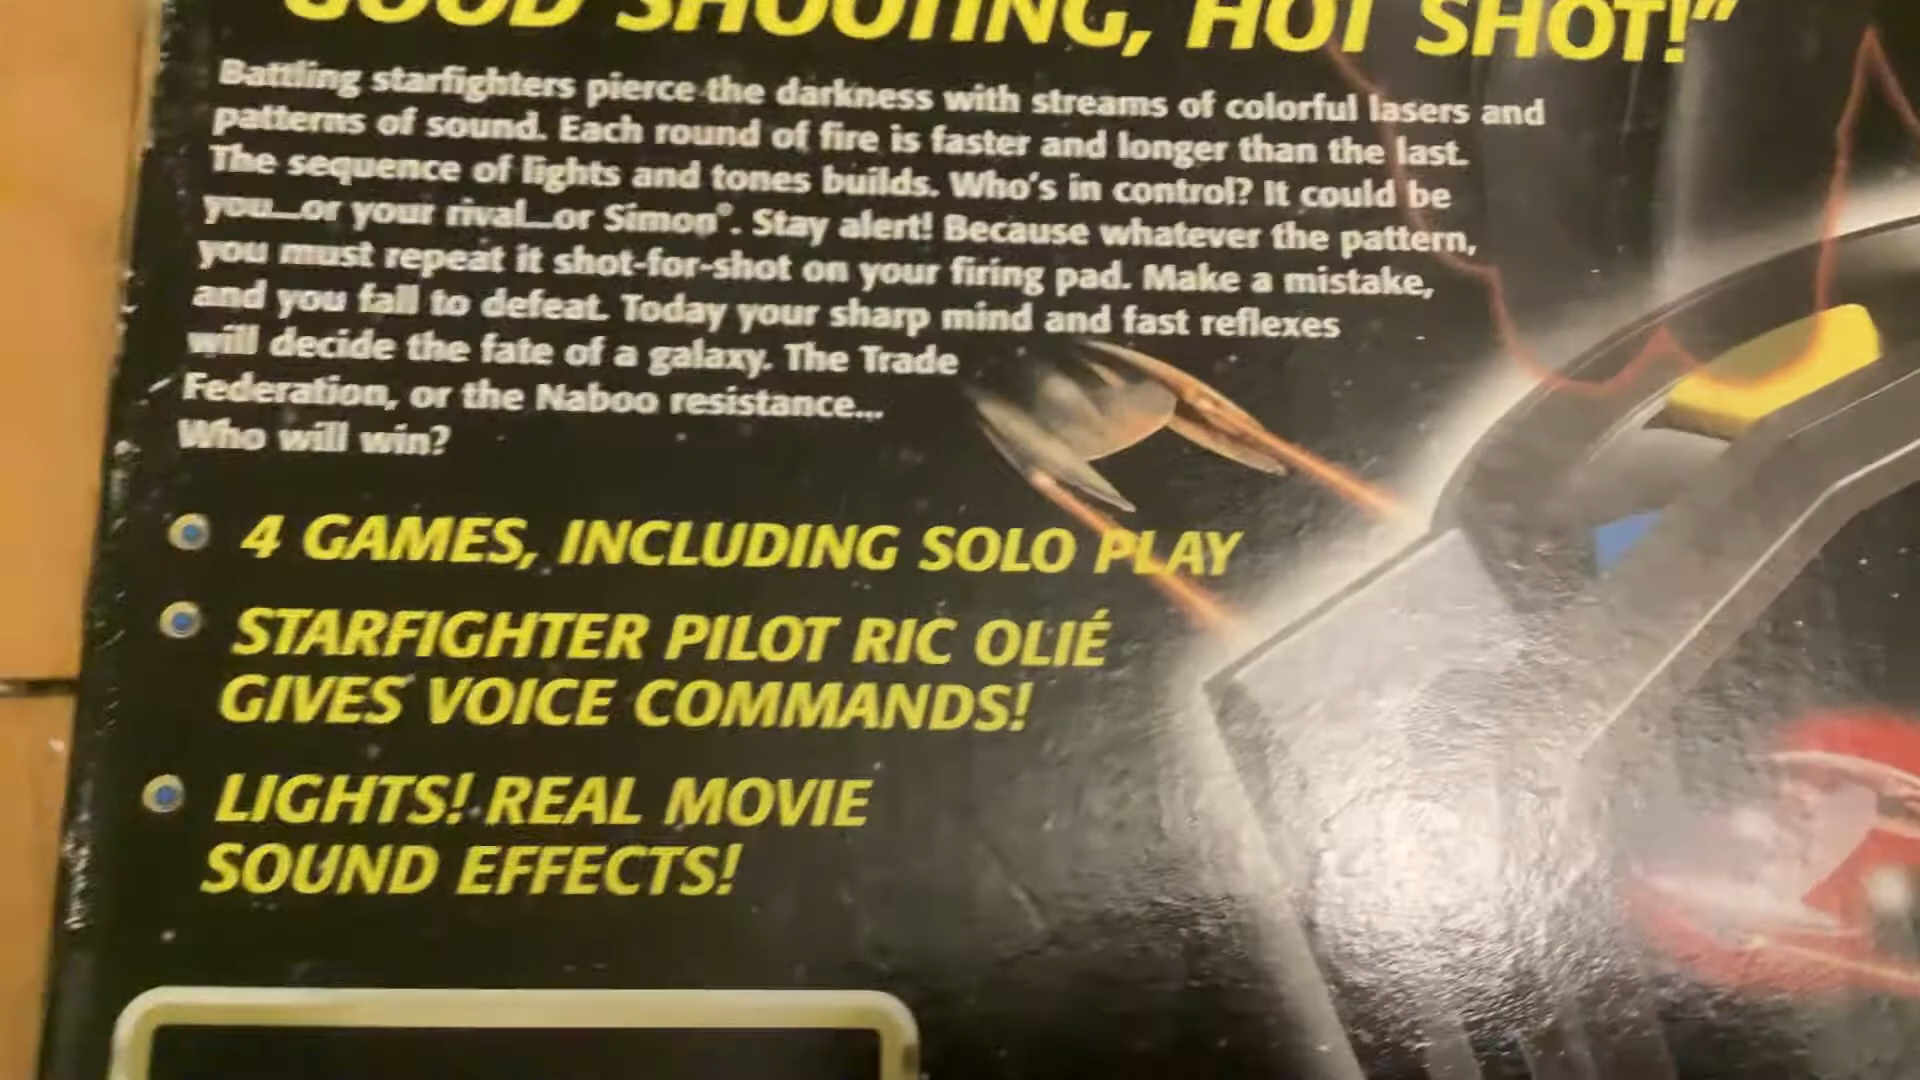 "GOOD SHOOTING, HOT SHOT!"
Battling starfighters pierce the darkness with streams of colorful lasers and
patterns of sound. Each round of fire is faster and longer than the last.
The sequence of lights and tones builds. Who's in control? It could be
you...or your rival...or Simon®. Stay alert! Because whatever the pattern,
you must repeat it shot-for-shot on your firing pad. Make a mistake,
and you fall to defeat. Today your sharp mind and fast reflexes
will decide the fate of a galaxy. The Trade
Federation, or the Naboo resistance...
Who will win?
4 GAMES, INCLUDING SOLO PLAY
STARFIGHTER PILOT RIC OLIÉ
GIVES VOICE COMMANDS!
LIGHTS! REAL MOVIE
SOUND EFFECTS!